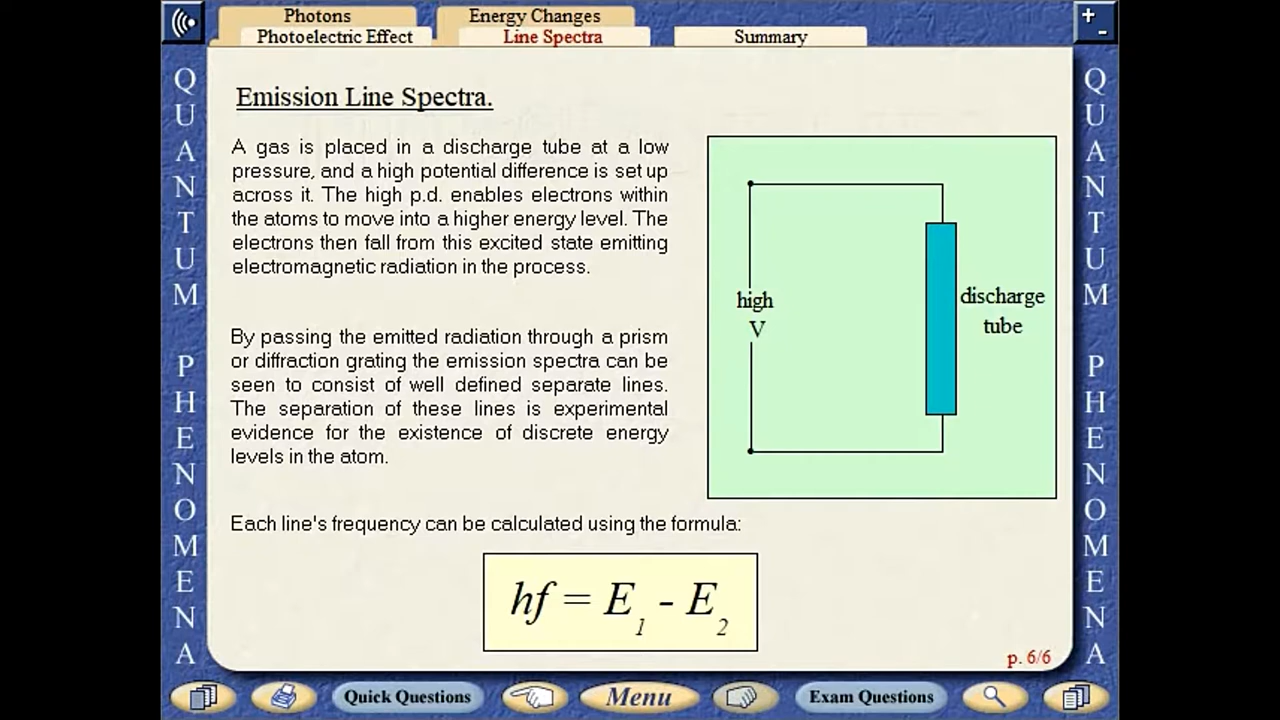 Photons
Energy Changes
Photoelectric Effect
Line Spectra
Summary
+
-
QUANTUM PHENOMENA
Emission Line Spectra.
A gas is placed in a discharge tube at a low
pressure, and a high potential difference is set up
across it. The high p.d. enables electrons within
the atoms to move into a higher energy level. The
electrons then fall from this excited state emitting
electromagnetic radiation in the process.
By passing the emitted radiation through a prism
or diffraction grating the emission spectra can be
seen to consist of well defined separate lines.
The separation of these lines is experimental
evidence for the existence of discrete energy
levels in the atom.
high
V
discharge
tube
Each line's frequency can be calculated using the formula:
hf = E₁ - E₂
p. 6/6
QUANTUM PHENOMENA
Quick Questions
Menu
Exam Questions